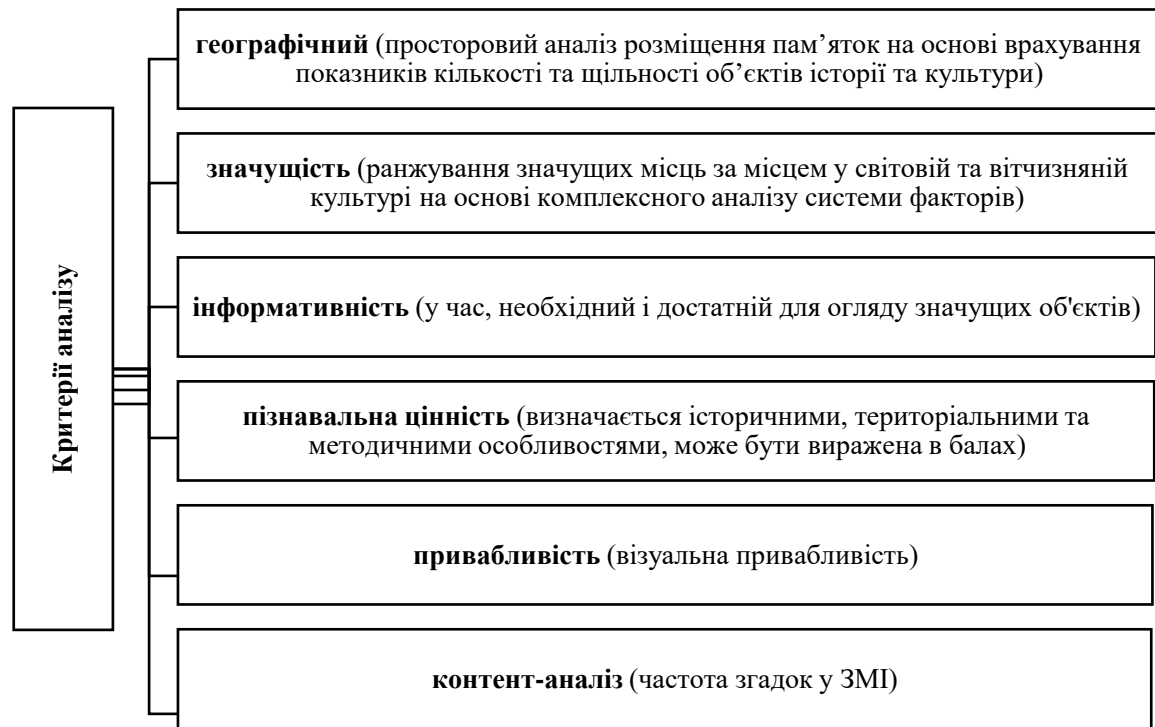 Критерії аналізу
географічний (просторовий аналіз розміщення пам’яток на основі врахування
показників кількості та щільності об’єктів історії та культури)
значущість (ранжування значущих місць за місцем у світовій та вітчизняній
культурі на основі комплексного аналізу системи факторів)
інформативність (у час, необхідний і достатній для огляду значущих об'єктів)
пізнавальна цінність (визначається історичними, територіальними та
методичними особливостями, може бути виражена в балах)
привабливість (візуальна привабливість)
контент-аналіз (частота згадок у ЗМІ)